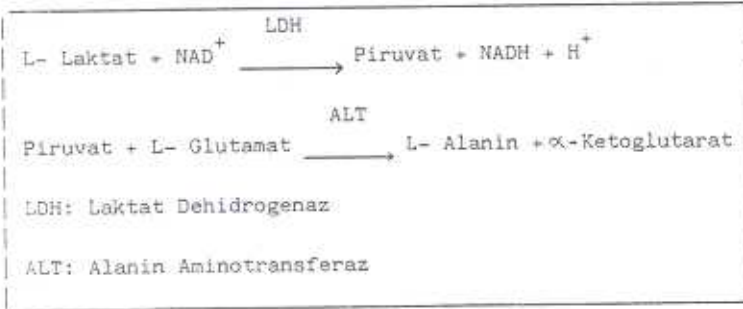 LDH
L- Laktat + NAD+ ⟶ Piruvat + NADH + H+
ALT
Piruvat + L- Glutamat ⟶ L- Alanin + α-Ketoglutarat
LDH: Laktat Dehidrogenaz
ALT: Alanin Aminotransferaz